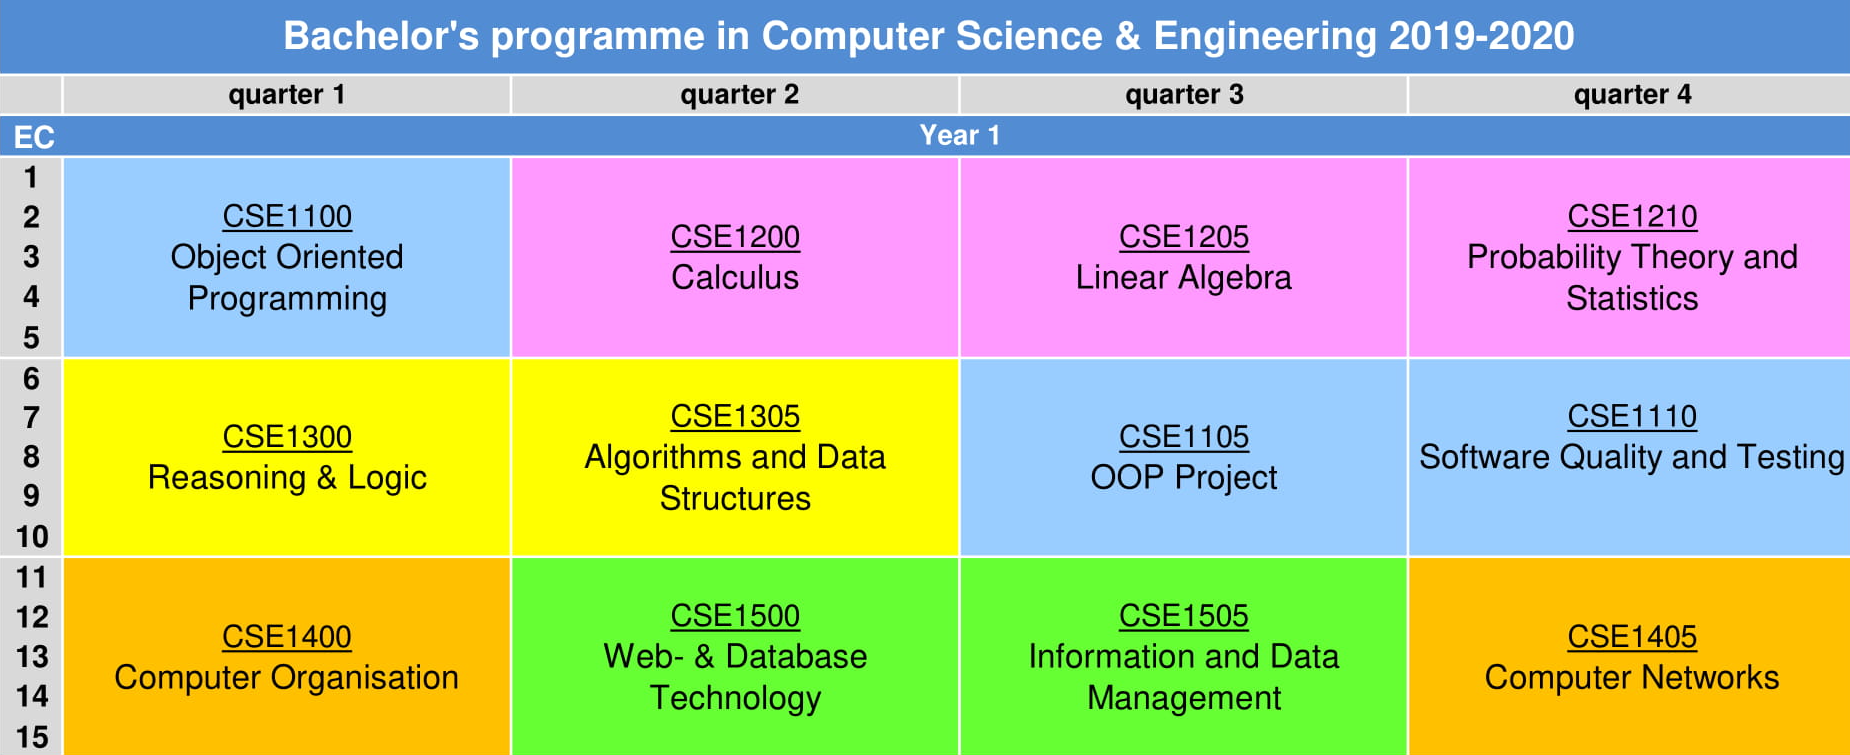 Bachelor's programme in Computer Science & Engineering 2019-2020
quarter 1
quarter 2
quarter 3
quarter 4
EC
Year 1
1
2
3
4
5
CSE1100
Object Oriented
Programming
CSE1200
Calculus
CSE1205
Linear Algebra
CSE1210
Probability Theory and
Statistics
6
7
8
9
10
CSE1300
Reasoning & Logic
CSE1305
Algorithms and Data
Structures
CSE1105
OOP Project
CSE1110
Software Quality and Testing
11
12
13
14
15
CSE1400
Computer Organisation
CSE1500
Web- & Database
Technology
CSE1505
Information and Data
Management
CSE1405
Computer Networks